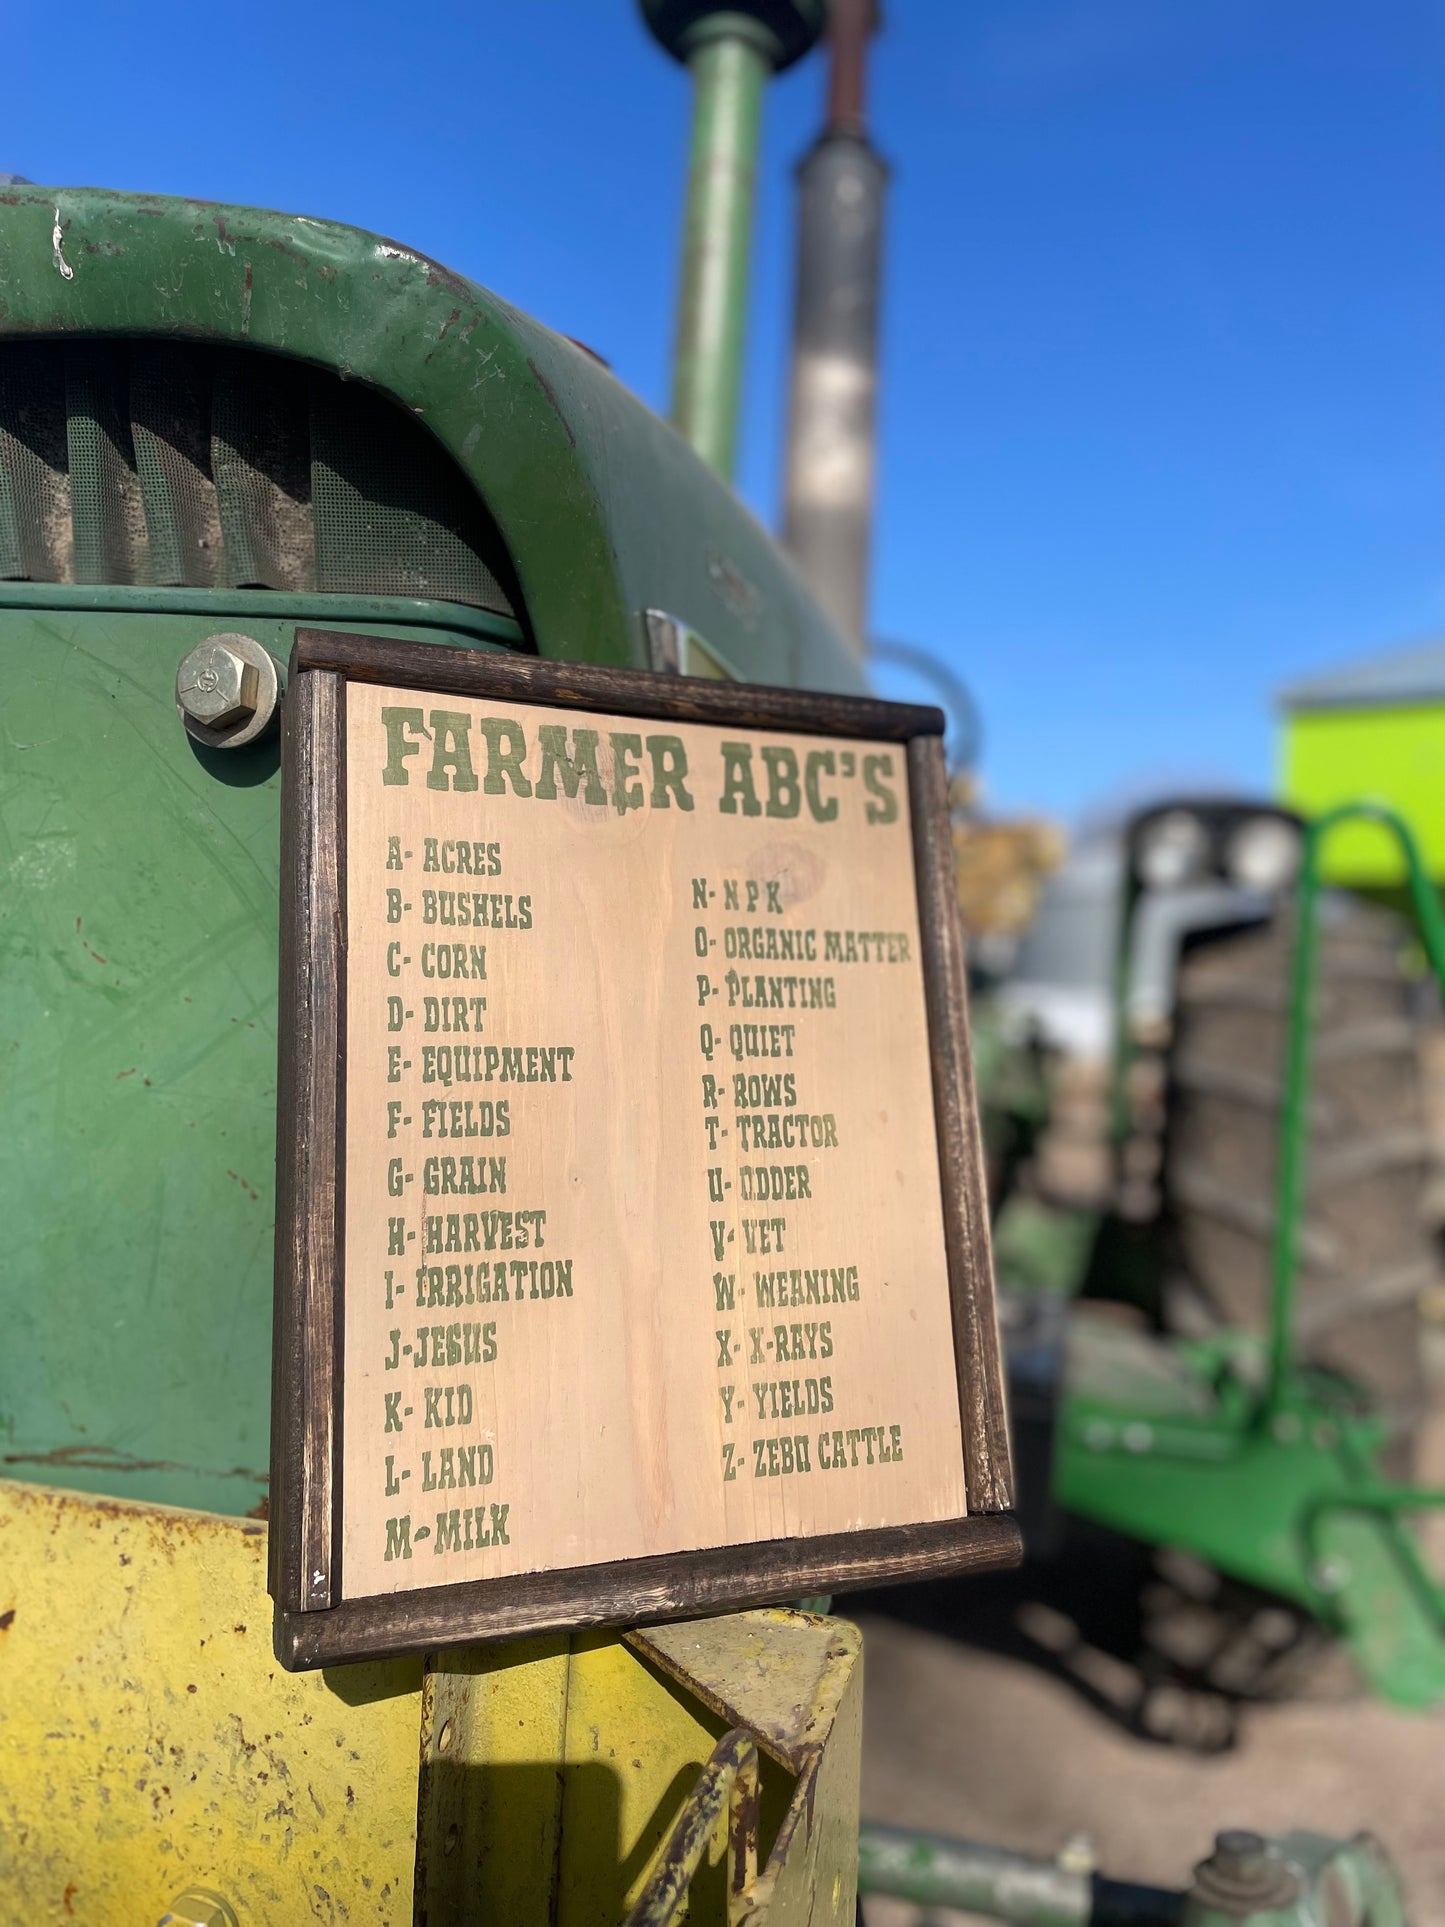 FARMER ABC'S
A- ACRES
B- BUSHELS
C- CORN
D- DIRT
E- EQUIPMENT
F- FIELDS
G- GRAIN
H- HARVEST
I- IRRIGATION
J-JESUS
K- KID
L- LAND
M-MILK
N- N P K
O- ORGANIC MATTER
P- PLANTING
Q- QUIET
R- ROWS
T- TRACTOR
U- UDDER
V- VET
W- WEANING
X- X-RAYS
Y- YIELDS
Z- ZEBU CATTLE